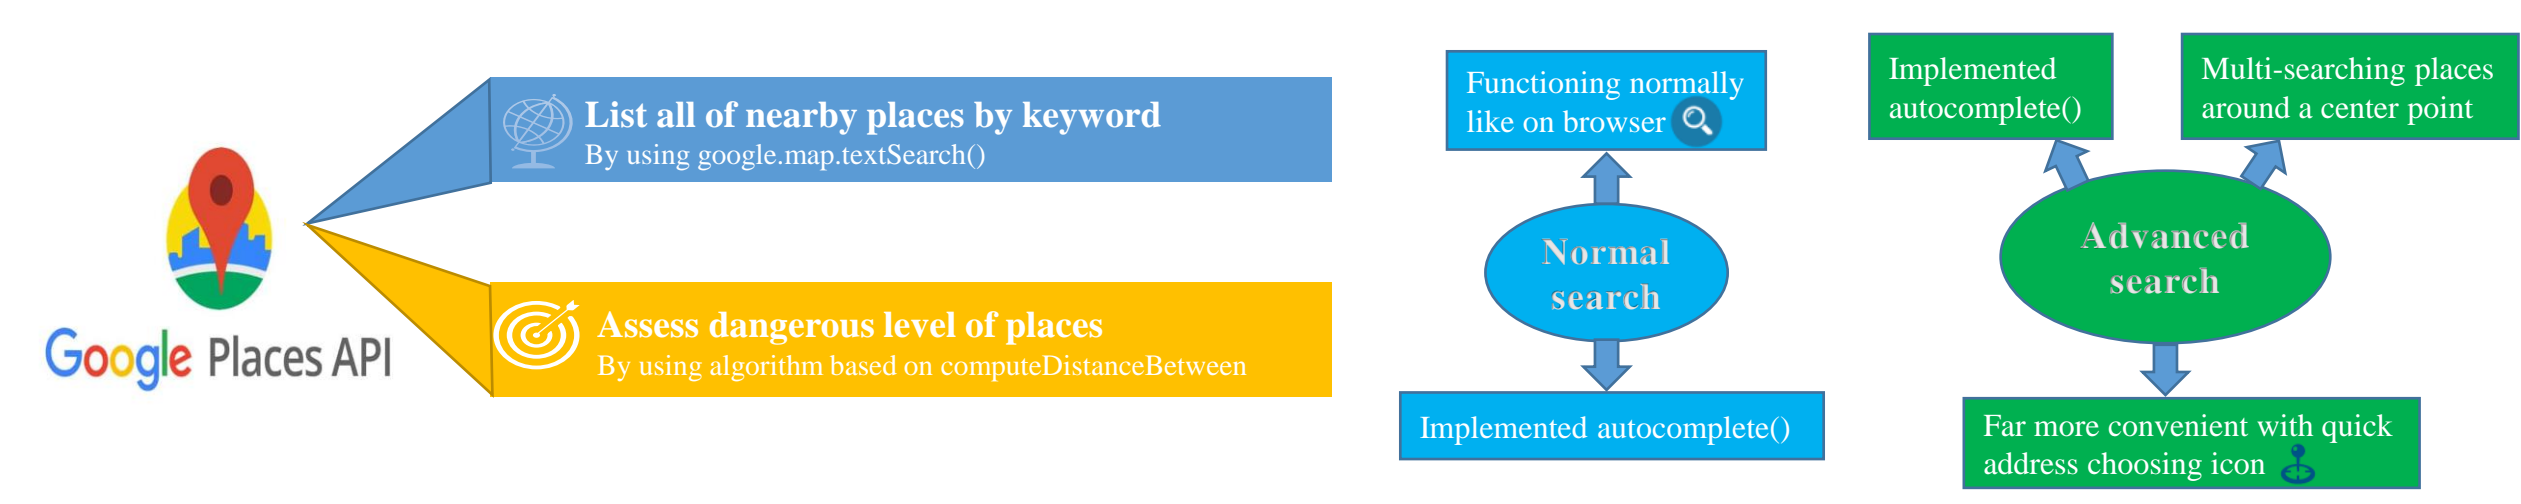 Google Places API
List all of nearby places by keyword
By using google.map.textSearch()
Assess dangerous level of places
By using algorithm based on computeDistanceBetween
Functioning normally
like on browser
Normal
search
Implemented autocomplete()
Implemented
autocomplete()
Multi-searching places
around a center point
Advanced
search
Far more convenient with quick
address choosing icon